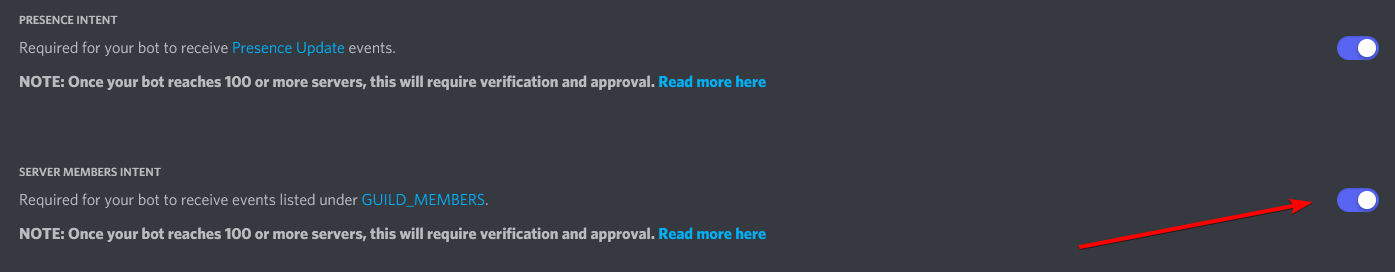 PRESENCE INTENT
Required for your bot to receive Presence Update events.
NOTE: Once your bot reaches 100 or more servers, this will require verification and approval. Read more here
SERVER MEMBERS INTENT
Required for your bot to receive events listed under GUILD_MEMBERS.
NOTE: Once your bot reaches 100 or more servers, this will require verification and approval. Read more here